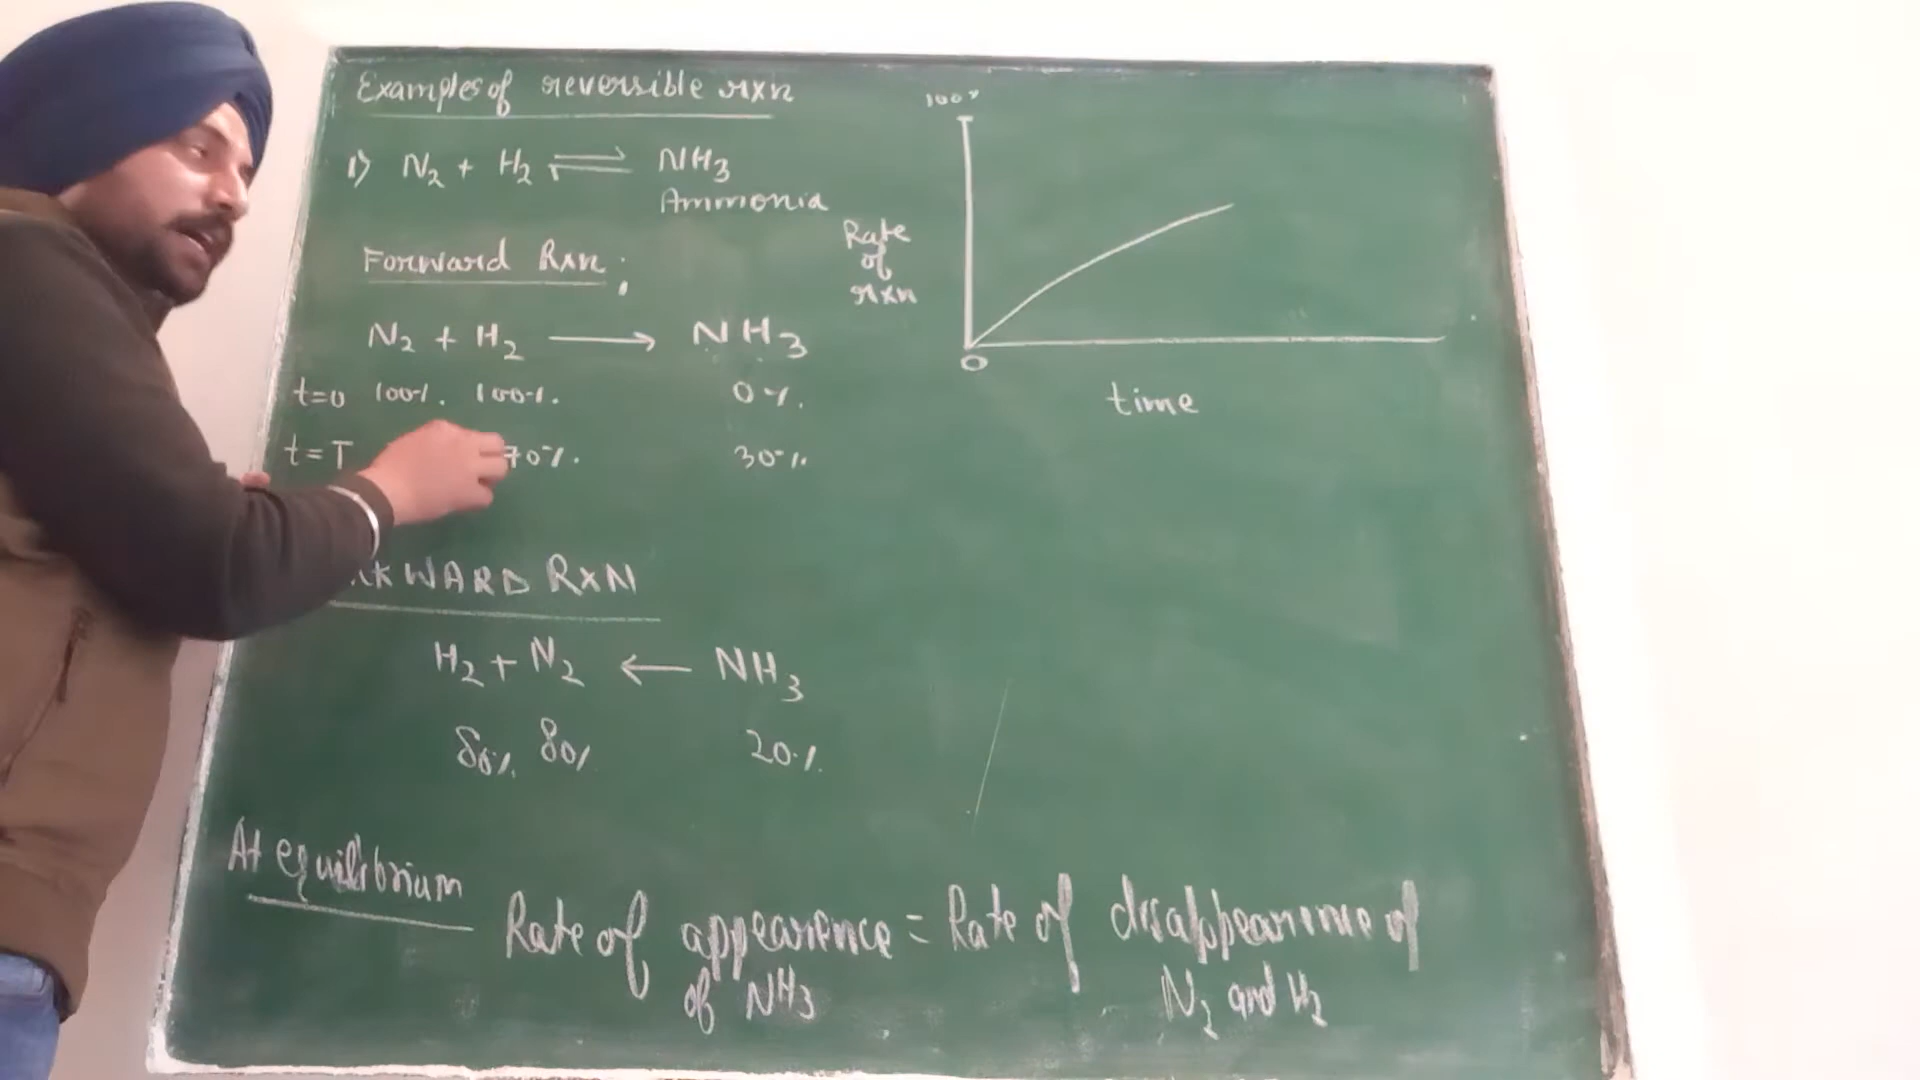 Examples of reversible rxn
1) N2 + H2 ⇌ NH3
Ammonia
Forward Rxn;
N2 + H2 ⟶ NH3
t=0 100%. 100%. 0%.
t=T 70%. 30%.
KWARD RXN
H2 + N2 ⟵ NH3
80%. 80% 20%.
At equilibrium
Rate of appearence = Rate of disappearence of
of NH3 N2 and H2
100%
Rate
of
rxn
0
time